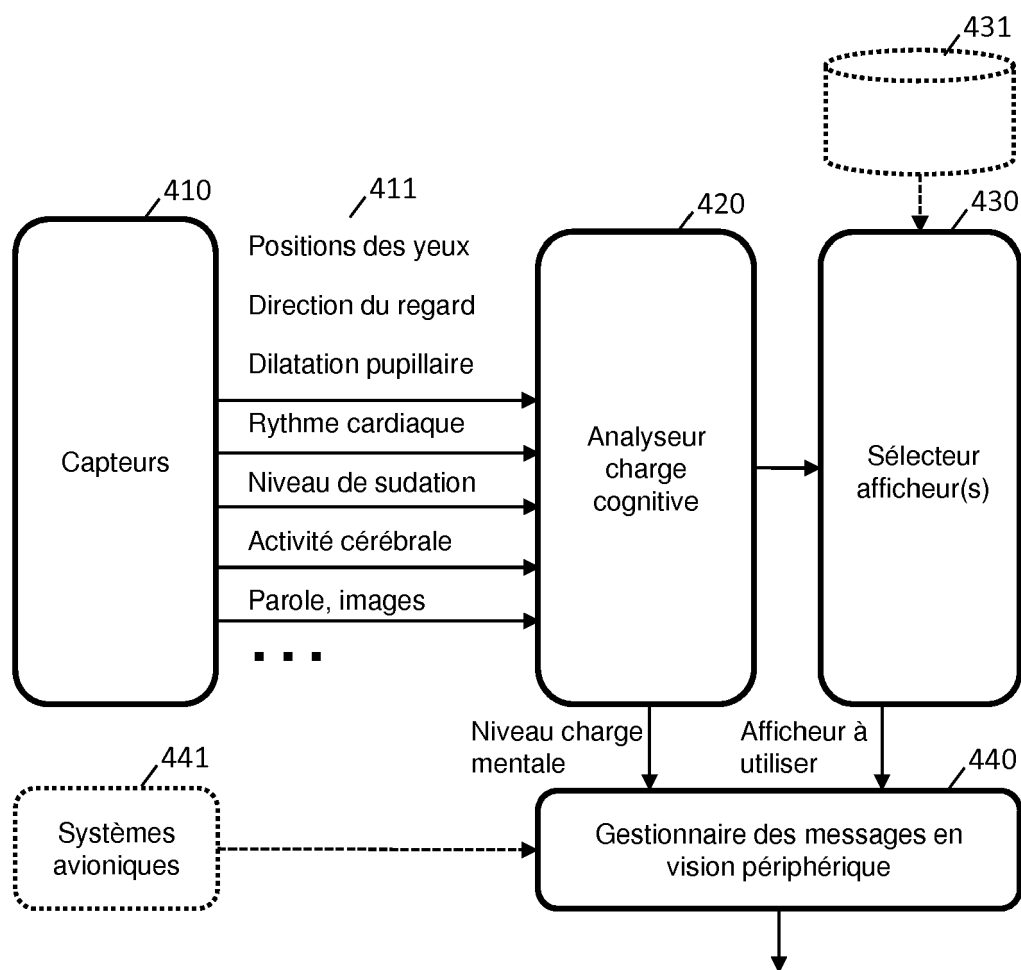 431
410
411
420
430
Positions des yeux
Direction du regard
Dilatation pupillaire
Rythme cardiaque
Niveau de sudation
Activité cérébrale
Parole, images
...
Capteurs
Analyseur
charge
cognitive
Sélecteur
afficheur(s)
Niveau charge
mentale
Afficheur à
utiliser
441
440
Systèmes
avioniques
Gestionnaire des messages en
vision périphérique